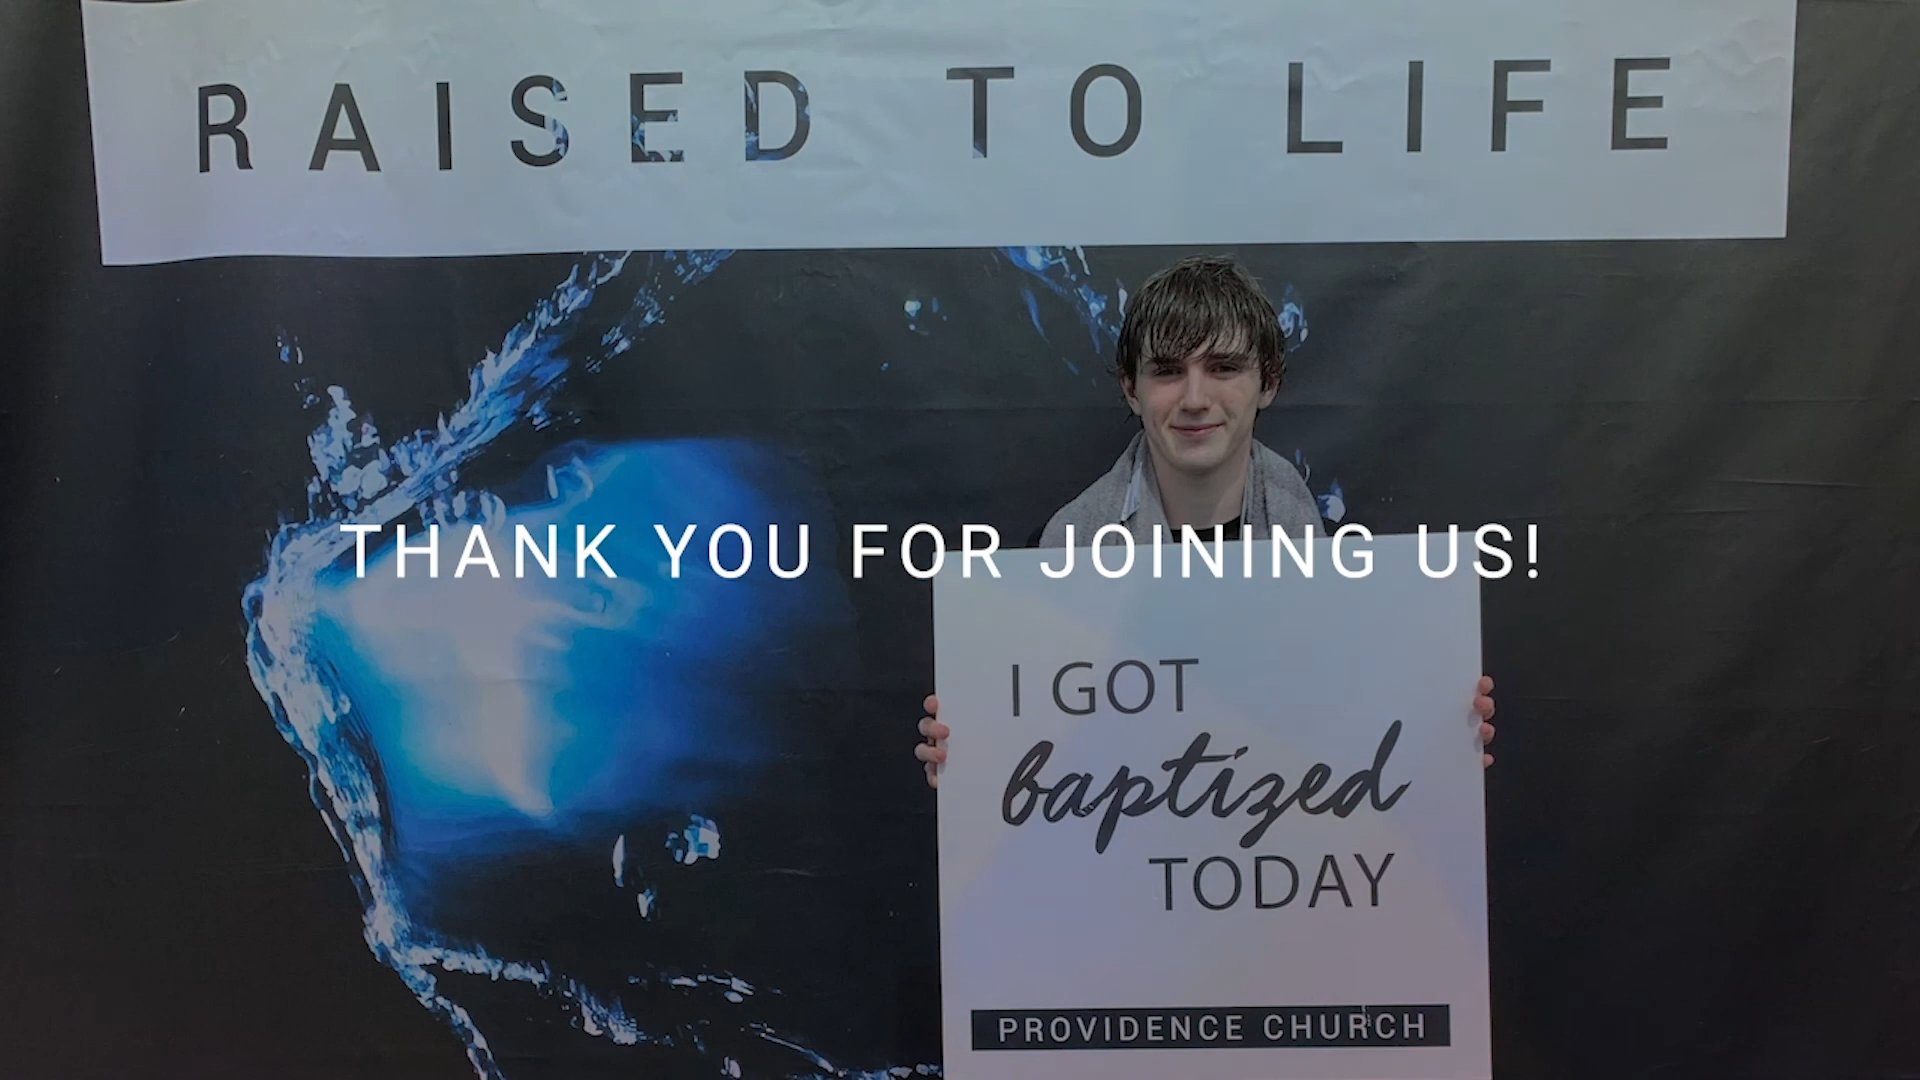 RAISED TO LIFE
THANK YOU FOR JOINING US!
I GOT
baptized
TODAY
PROVIDENCE CHURCH